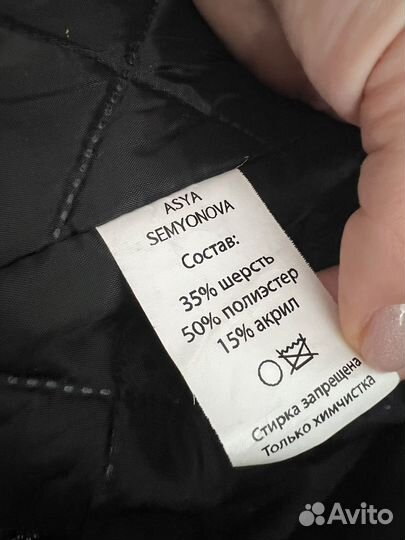 ASYA
SEMYONOVA
Состав:
35% шерсть
50% полиэстер
15% акрил
Стирка запрещена
Только химчистка
Avito